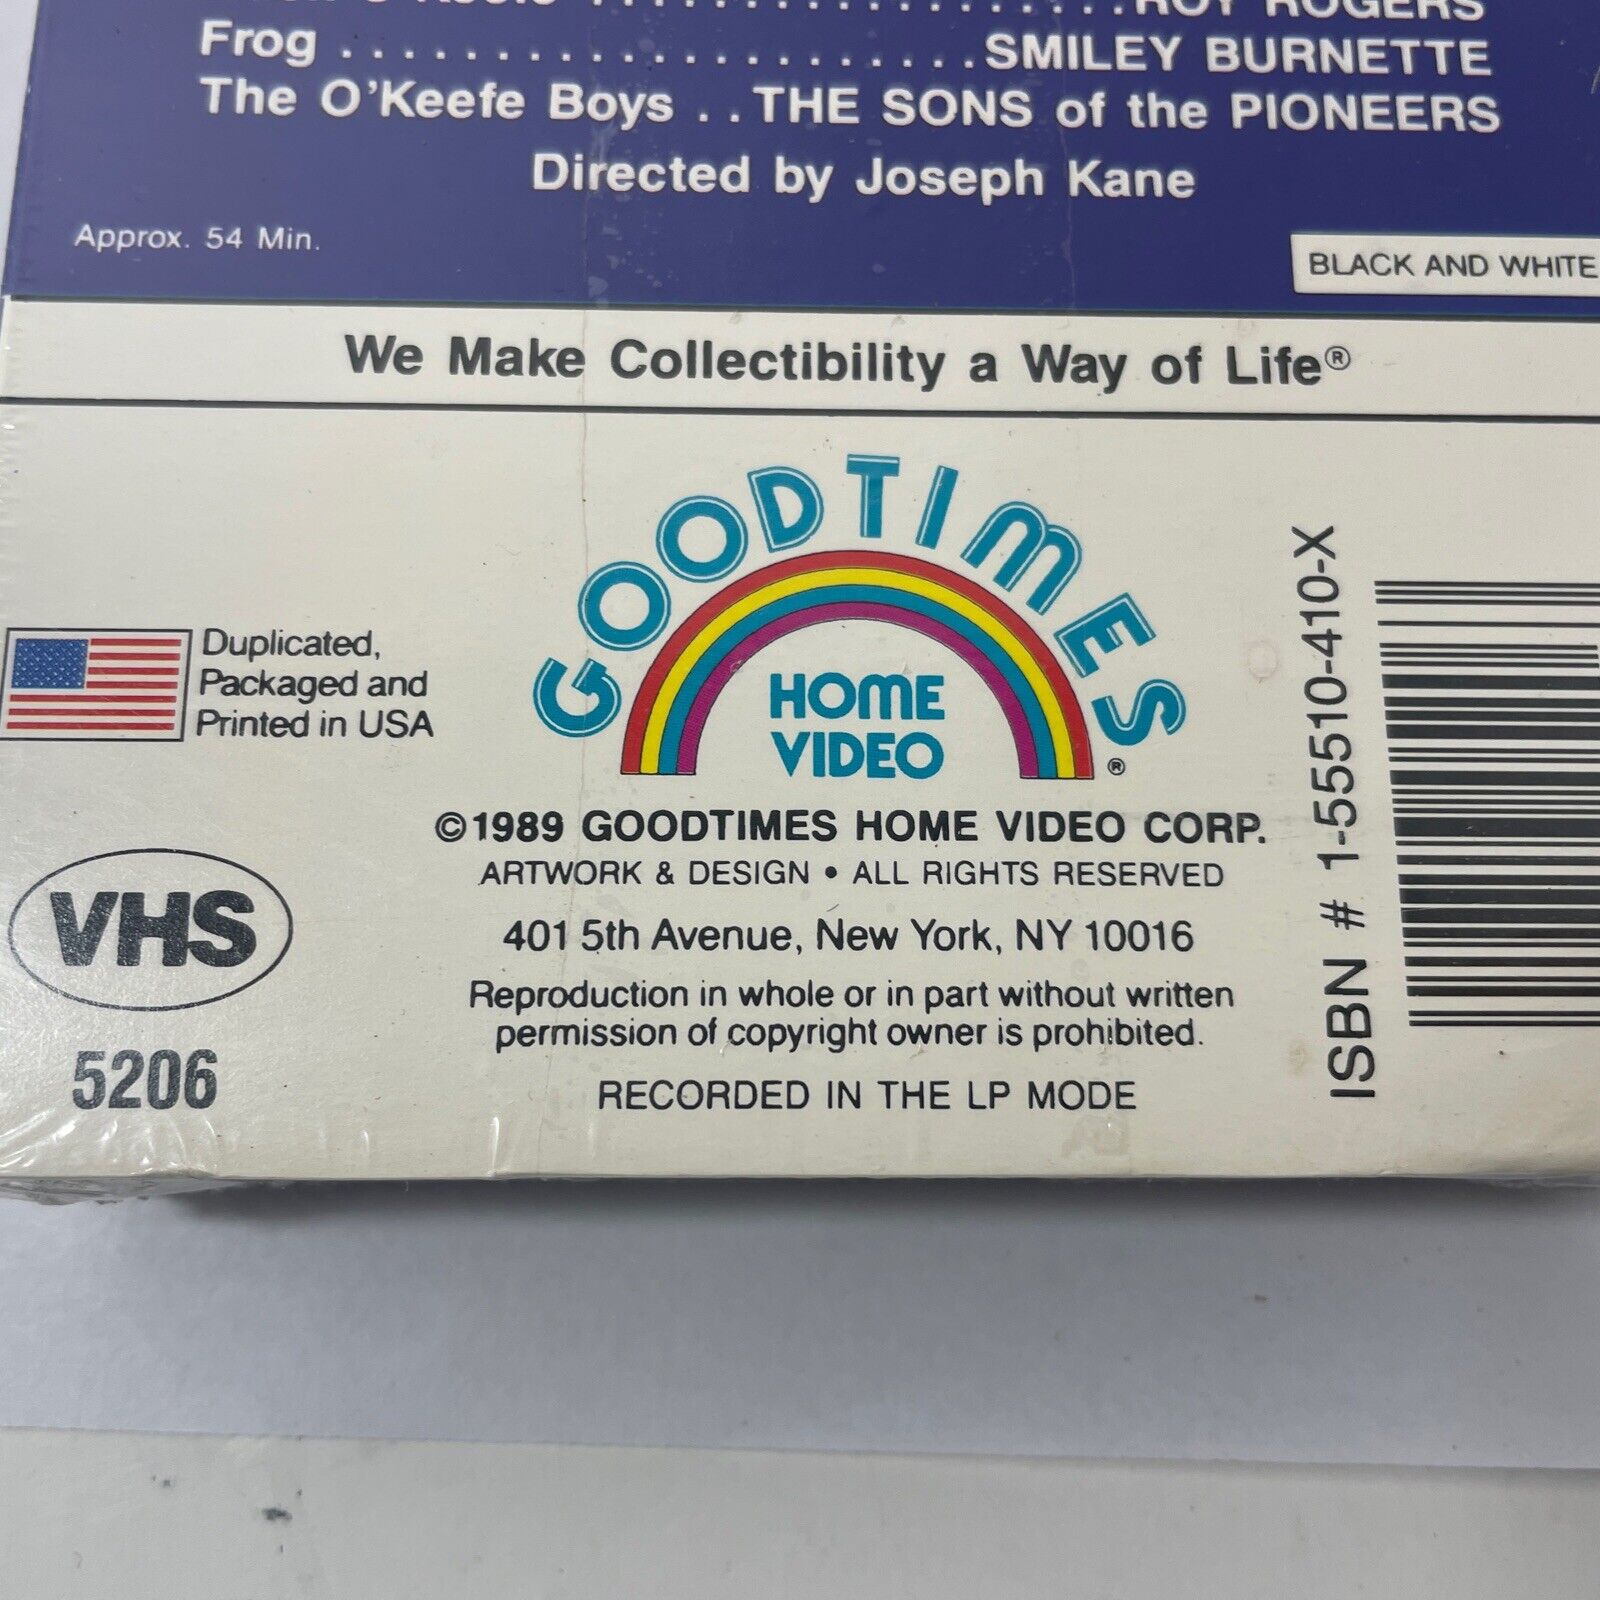 ROY ROGERS
Frog . . . . . . . . . . . . . . . . . . . . . . . . .SMILEY BURNETTE
The O'Keefe Boys . . THE SONS of the PIONEERS
Directed by Joseph Kane
Approx. 54 Min.
BLACK AND WHITE
We Make Collectibility a Way of Life®
GOODTIMES
HOME
VIDEO
®
Duplicated,
Packaged and
Printed in USA
©1989 GOODTIMES HOME VIDEO CORP.
ARTWORK & DESIGN • ALL RIGHTS RESERVED
401 5th Avenue, New York, NY 10016
Reproduction in whole or in part without written
permission of copyright owner is prohibited.
RECORDED IN THE LP MODE
VHS
5206
ISBN # 1-55510-410-X